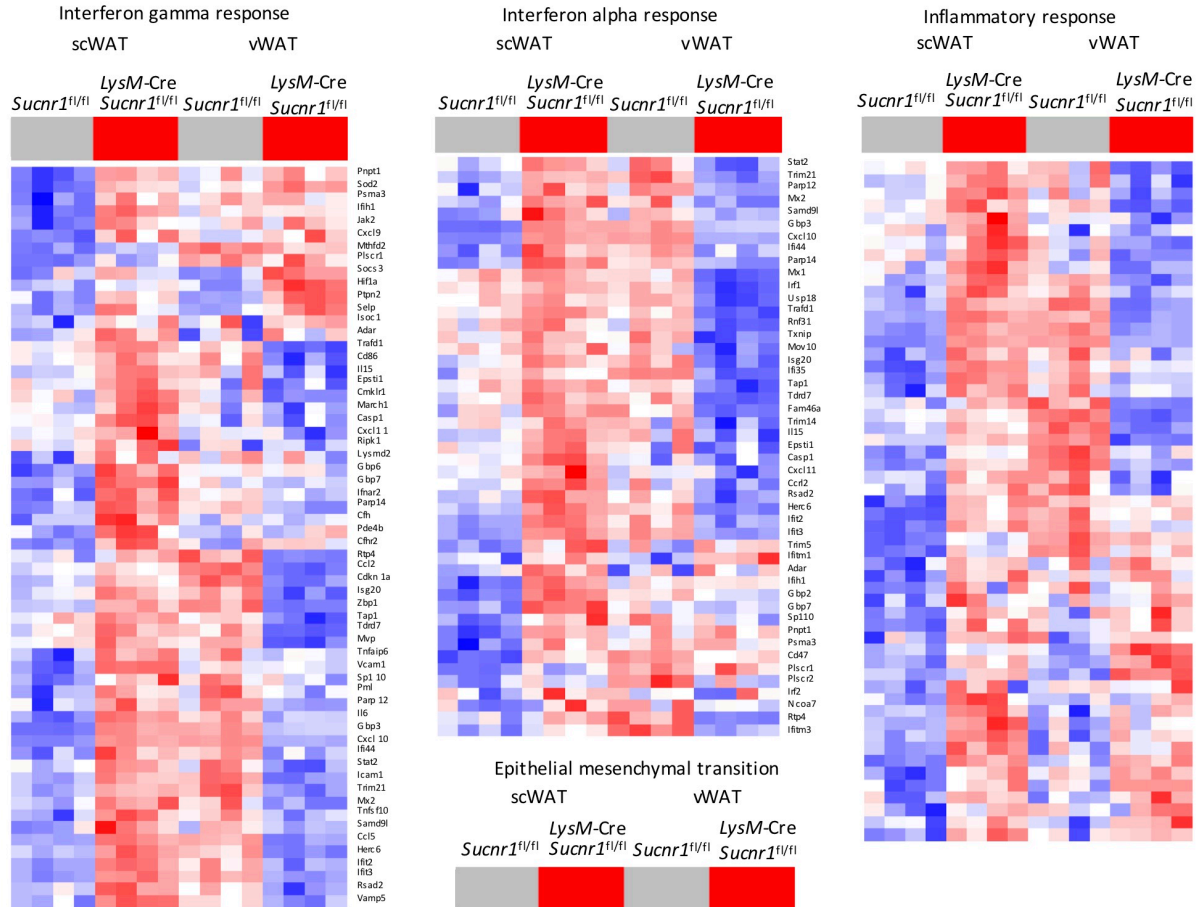 Interferon gamma response
scWAT vWAT
Sucnr1fl/fl LysM-Cre Sucnr1fl/fl Sucnr1fl/fl LysM-Cre Sucnr1fl/fl
Pnpt1
Sod2
Psma3
Ifih1
Jak2
Cxcl9
Mthfd2
Plscr1
Socs3
Hif1a
Ptpn2
Selp
Isoc1
Adar
Trafd1
Cd86
Il15
Epsti1
Cmklr1
March1
Casp1
Cxcl1 1
Ripk1
Lysmd2
Gbp6
Gbp7
Ifnar2
Parp14
Cfh
Pde4b
Cfhr2
Rtp4
Ccl2
Cdkn 1a
Isg20
Zbp1
Tap1
Tdrd7
Mvp
Tnfaip6
Vcam1
Sp1 10
Pml
Parp 12
Il6
Gbp3
Cxcl 10
Ifi44
Stat2
Icam1
Trim21
Mx2
Tnfsf10
Samd9l
Ccl5
Herc6
Ifit2
Ifit3
Rsad2
Vamp5
Interferon alpha response
scWAT vWAT
Sucnr1fl/fl LysM-Cre Sucnr1fl/fl Sucnr1fl/fl LysM-Cre Sucnr1fl/fl
Stat2
Trim21
Parp12
Mx2
Samd9l
Gbp3
Cxcl10
Ifi44
Parp14
Mx1
Irf1
Usp18
Trafd1
Rnf31
Txnip
Mov10
Isg20
Ifi35
Tap1
Tdrd7
Fam46a
Trim14
Il15
Epsti1
Casp1
Cxcl11
Ccrl2
Rsad2
Herc6
Ifit2
Ifit3
Trim5
Ifitm1
Adar
Ifih1
Gbp2
Gbp7
Sp110
Pnpt1
Psma3
Cd47
Plscr1
Plscr2
Irf2
Ncoa7
Rtp4
Ifitm3
Epithelial mesenchymal transition
scWAT vWAT
Sucnr1fl/fl LysM-Cre Sucnr1fl/fl Sucnr1fl/fl LysM-Cre Sucnr1fl/fl
Inflammatory response
scWAT vWAT
Sucnr1fl/fl LysM-Cre Sucnr1fl/fl Sucnr1fl/fl LysM-Cre Sucnr1fl/fl